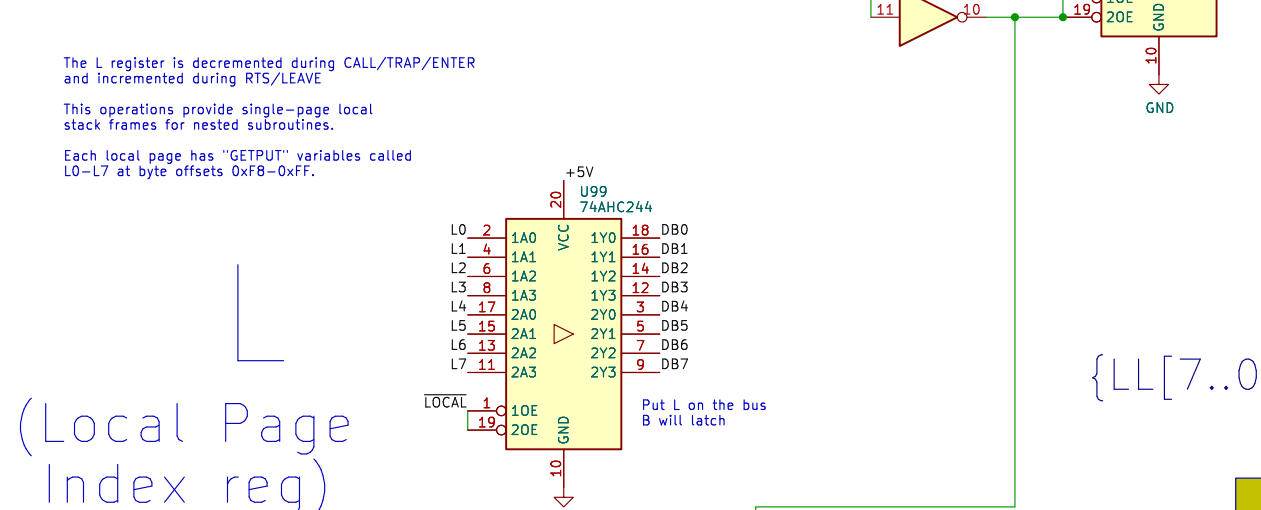 11
10
19
1OE
2OE
GND
10
GND
The L register is decremented during CALL/TRAP/ENTER
and incremented during RTS/LEAVE
This operations provide single-page local
stack frames for nested subroutines.
Each local page has "GETPUT" variables called
L0-L7 at byte offsets 0xF8-0xFF.
+5V
20
U99
74AHC244
VCC
L0 2 1A0 1Y0 18 DB0
L1 4 1A1 1Y1 16 DB1
L2 6 1A2 1Y2 14 DB2
L3 8 1A3 1Y3 12 DB3
L4 17 2A0 2Y0 3 DB4
L5 15 2A1 2Y1 5 DB5
L6 13 2A2 2Y2 7 DB6
L7 11 2A3 2Y3 9 DB7
LOCAL 1 1OE
19 2OE
GND
10
Put L on the bus
B will latch
L
(Local Page
Index reg)
{LL[7..0